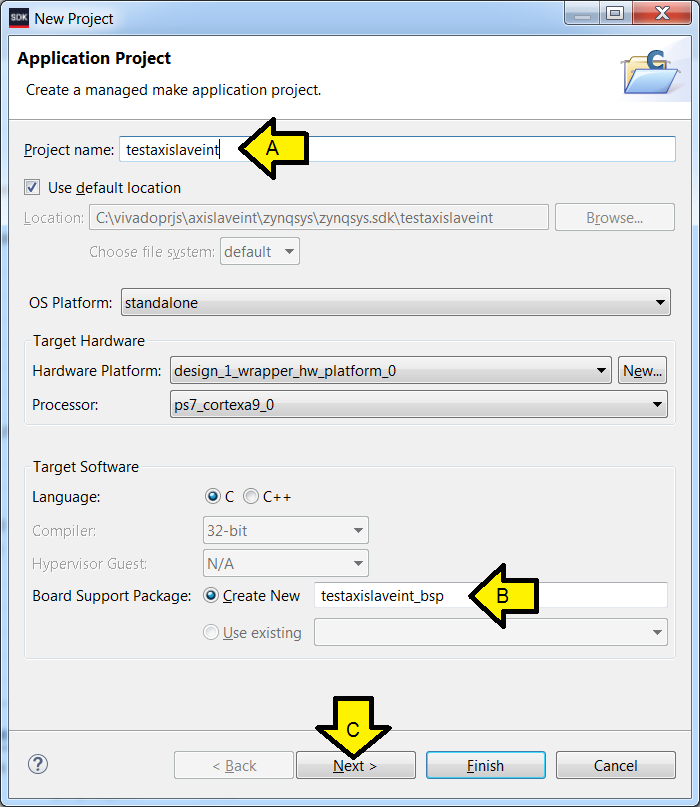 SDK New Project
Application Project
Create a managed make application project.
C
Project name: testaxislaveint A
Use default location
Location: C:\vivadoprjs\axislaveint\zynqsys\zynqsys.sdk\testaxislaveint Browse...
Choose file system: default
OS Platform: standalone
Target Hardware
Hardware Platform: design_1_wrapper_hw_platform_0 New...
Processor: ps7_cortexa9_0
Target Software
Language: C C++
Compiler: 32-bit
Hypervisor Guest: N/A
Board Support Package: Create New testaxislaveint_bsp B
Use existing
C
? < Back Next > Finish Cancel